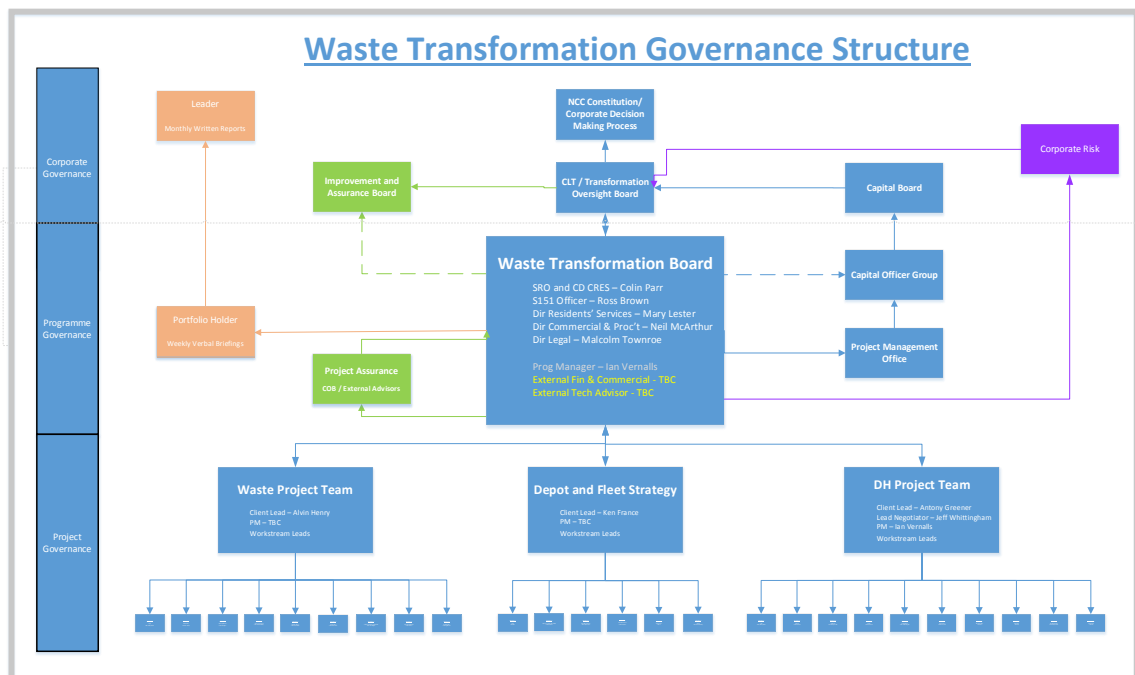 Waste Transformation Governance Structure
Corporate
Governance
Programme
Governance
Project
Governance
Leader
Monthly Written Reports
NCC Constitution/
Corporate Decision
Making Process
Corporate Risk
Improvement and
Assurance Board
CLT / Transformation
Oversight Board
Capital Board
Waste Transformation Board
SRO and CD CRES – Colin Parr
S151 Officer – Ross Brown
Dir Residents' Services – Mary Lester
Dir Commercial & Proc't – Neil McArthur
Dir Legal – Malcolm Townroe
Prog Manager – Ian Vernalls
External Fin & Commercial - TBC
External Tech Advisor - TBC
Capital Officer Group
Portfolio Holder
Weekly Verbal Briefings
Project Management
Office
Project Assurance
COB / External Advisors
Waste Project Team
Client Lead – Alvin Henry
PM – TBC
Workstream Leads
Depot and Fleet Strategy
Client Lead – Ken France
PM – TBC
Workstream Leads
DH Project Team
Client Lead – Antony Greener
Lead Negotiator – Jeff Whittingham
PM – Ian Vernalls
Workstream Leads